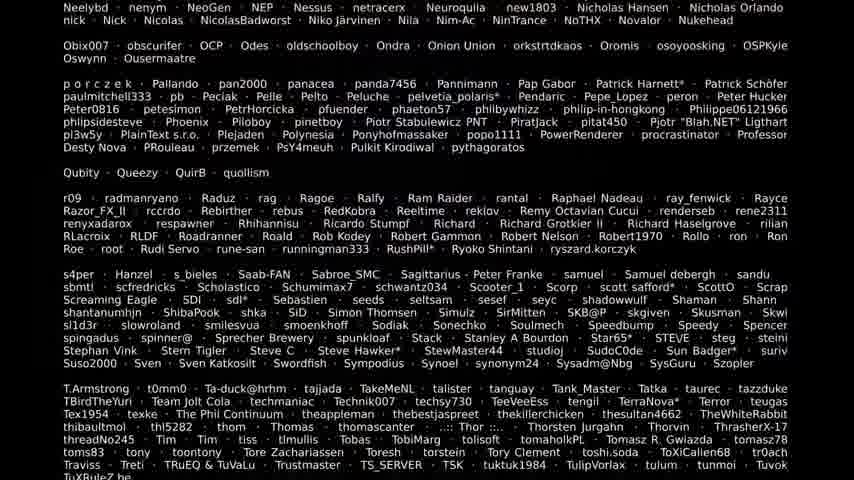 Neelybd · nenym · NeoGen · NEP · Nessus · netracerx · Neuroquila · new1803 · Nicholas Hansen · Nicholas Orlando
nick · Nick · Nicolas · NicolasBadworst · Niko Järvinen · Nila · Nim-Ac · NinTrance · NoTHX · Novalor · Nukehead
Obix007 · obscurifer · OCP · Odes · oldschoolboy · Ondra · Onion Union · orkstrtdkaos · Oromis · osoyoosking · OSPKyle
Oswynn · Ousermaatre
p o r c z e k · Pallando · pan2000 · panacea · panda7456 · Pannimann · Pap Gabor · Patrick Harnett* · Patrick Schöfer
paulmitchell333 · pb · Peciak · Pelle · Pelto · Peluche · pelvetia_polaris* · Pendaric · Pepe_Lopez · peron · Peter Hucker
Peter0816 · petesimon · PetrHorcicka · pfuender · phaeton57 · philbywhizz · philip-in-hongkong · Philippe06121966
phlipsidesteve · Phoenix · Piloboy · pinetboy · Piotr Stabulewicz PNT · PiratJack · pitat450 · Pjotr "Blah.NET" Ligthart
pl3w5y · PlainText s.r.o. · Plejaden · Polynesia · Ponyhofmassaker · popo1111 · PowerRenderer · procrastinator · Professor
Desty Nova · PRouleau · przemek · PsY4meuh · Pulkit Kirodiwal · pythagoratos
Qubity · Queezy · QuirB · quollism
r09 · radmanryano · Raduz · rag · Ragoe · Ralfy · Ram Raider · rantal · Raphael Nadeau · ray_fenwick · Rayce
Razor_FX_II · rccrdo · Rebirther · rebus · RedKobra · Reeltime · reklov · Remy Octavian Cucui · renderseb · rene2311
renyxadarox · respawner · Rhihannisu · Ricardo Stumpf · Richard · Richard Grotkier II · Richard Haselgrove · rilian
RLacroix · RLDF · Roadranner · Roald · Rob Kodey · Robert Gammon · Robert Nelson · Robert1970 · Rollo · ron · Ron
Roe · root · Rudi Servo · rune-san · runningman333 · RushPill* · Ryoko Shintani · ryszard.korczyk
s4per · Hanzel · s_bieles · Saab-FAN · Sabroe_SMC · Sagittarius - Peter Franke · samuel · Samuel debergh · sandu
sbmtl · scfredricks · Scholastico · Schumimax7 · schwantz034 · Scooter_1 · Scorp · scott safford* · ScottO · Scrap
Screaming Eagle · SDI · sdl* · Sebastien · seeds · seltsam · sesef · seyc · shadowwulf · Shaman · Shann
shantanumhjn · ShibaPook · shka · SiD · Simon Thomsen · Simulz · SirMitten · SKB@P · skgiven · Skusman · Skwi
sl1d3r · slowroland · smilesvua · smoenkhoff · Sodiak · Sonechko · Soulmech · Speedbump · Speedy · Spencer
spingadus · spinner@ · Sprecher Brewery · spunkloaf · Stack · Stanley A Bourdon · Star65* · STE\/E · steg · steini
Stephan Vink · Stern Tigler · Steve C · Steve Hawker* · StewMaster44 · studioj · SudoC0de · Sun Badger* · suriv
Suso2000 · Sven · Sven Katkosilt · Swordfish · Sympodius · Synoel · synonym24 · Sysadm@Nbg · SysGuru · Szopler
T.Armstrong · t0mm0 · Ta-duck@hrhm · tajjada · TakeMeNL · talister · tanguay · Tank_Master · Tatka · taurec · tazzduke
TBirdTheYuri · Team Jolt Cola · techmaniac · Technik007 · techsy730 · TeeVeeEss · tengil · TerraNova* · Terror · teugas
Tex1954 · texke · The Phil Continuum · theappleman · thebestjaspreet · thekillerchicken · thesultan4662 · TheWhiteRabbit
thibaultmol · thl5282 · thom · Thomas · thomascanter · ..:: Thor ::.. · Thorsten Jurgahn · Thorvin · ThrasherX-17
threadNo245 · Tim · Tim · tiss · tlmullis · Tobas · TobiMarg · tolisoft · tomaholkPL · Tomasz R. Gwiazda · tomasz78
toms83 · tony · toontony · Tore Zachariassen · Toresh · torstein · Tory Clement · toshi.soda · ToXiCalien68 · tr0ach
Traviss · Treti · TRuEQ & TuVaLu · Trustmaster · TS_SERVER · TSK · tuktuk1984 · TulipVorlax · tulum · tunmoi · Tuvok
TuXRuleZ.be